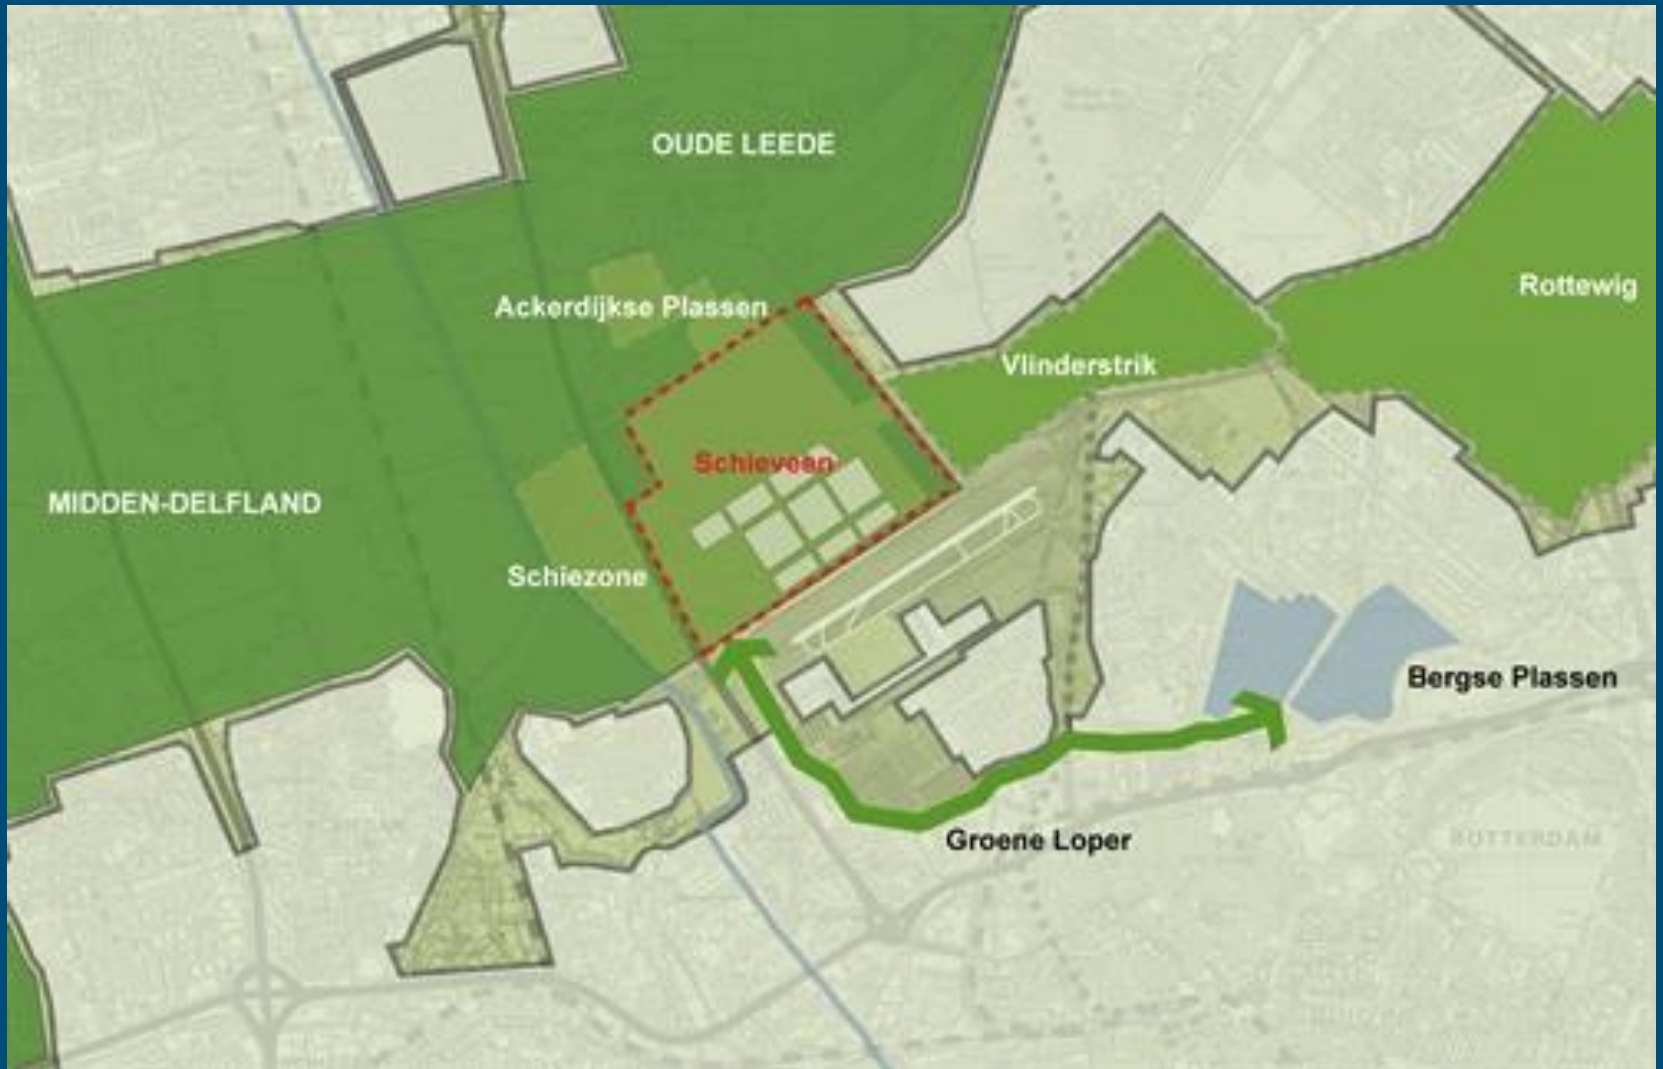 OUDE LEEDE
Rottewig
Ackerdijkse Plassen
Vlinderstrik
Schieveen
MIDDEN-DELFLAND
Schiezone
Bergse Plassen
Groene Loper
ROTTERDAM